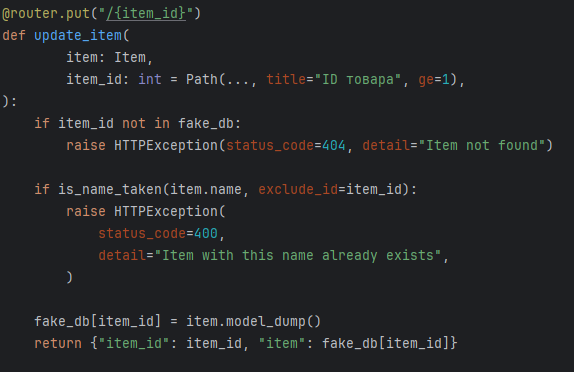 @router.put("/{item_id}")
def update_item(
        item: Item,
        item_id: int = Path(..., title="ID товара", ge=1),
):
    if item_id not in fake_db:
        raise HTTPException(status_code=404, detail="Item not found")

    if is_name_taken(item.name, exclude_id=item_id):
        raise HTTPException(
            status_code=400,
            detail="Item with this name already exists",
        )

    fake_db[item_id] = item.model_dump()
    return {"item_id": item_id, "item": fake_db[item_id]}